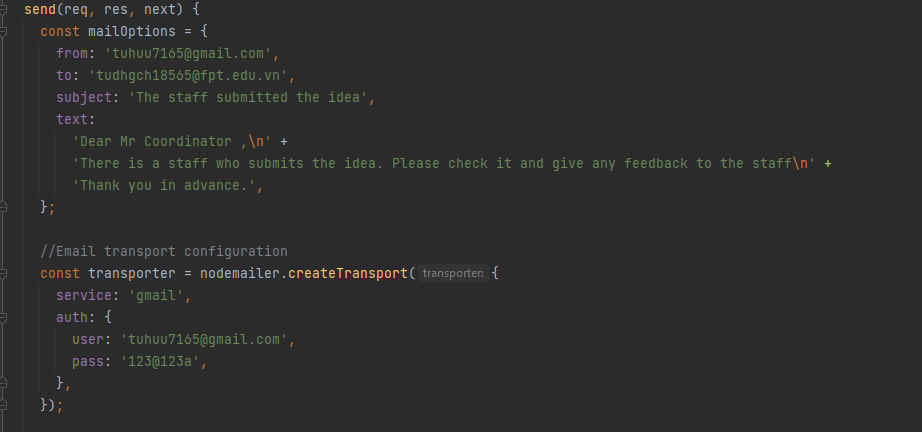 send(req, res, next) {
const mailOptions = {
from: 'tuhuu7165@gmail.com',
to: 'tudhgch18565@fpt.edu.vn',
subject: 'The staff submitted the idea',
text:
'Dear Mr Coordinator ,\n' +
'There is a staff who submits the idea. Please check it and give any feedback to the staff\n' +
'Thank you in advance.',
};
//Email transport configuration
const transporter = nodemailer.createTransport( transporter: {
service: 'gmail',
auth: {
user: 'tuhuu7165@gmail.com',
pass: '123@123a',
},
});